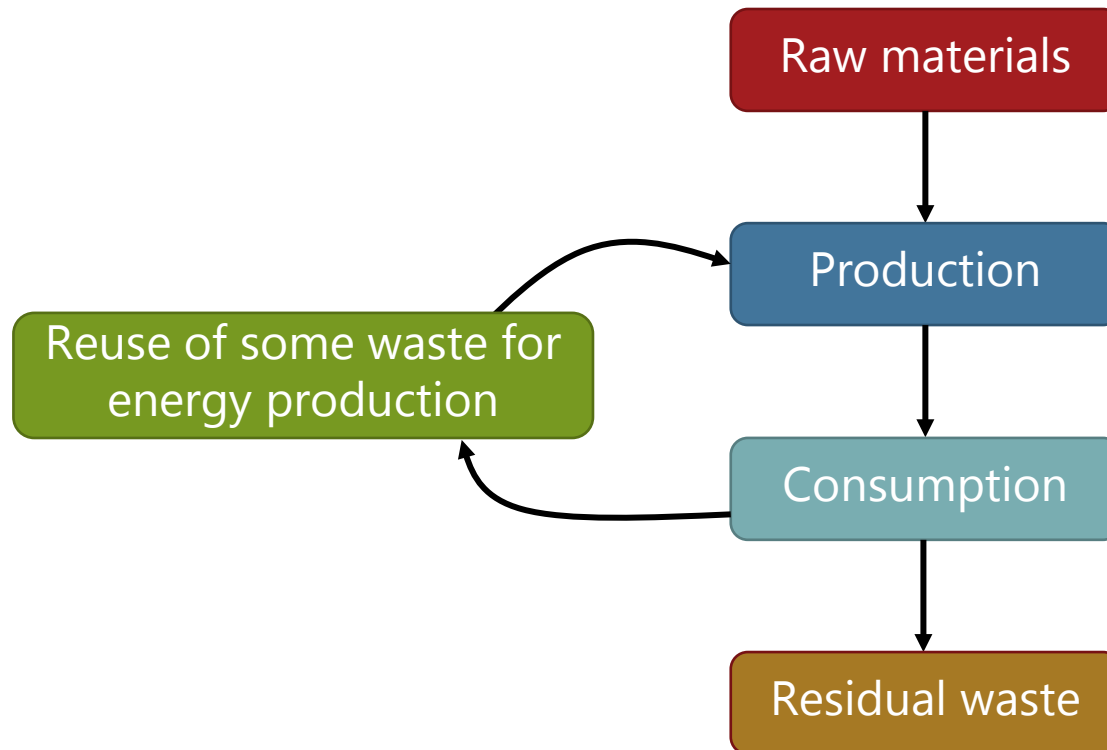 Raw materials
Production
Reuse of some waste for
energy production
Consumption
Residual waste